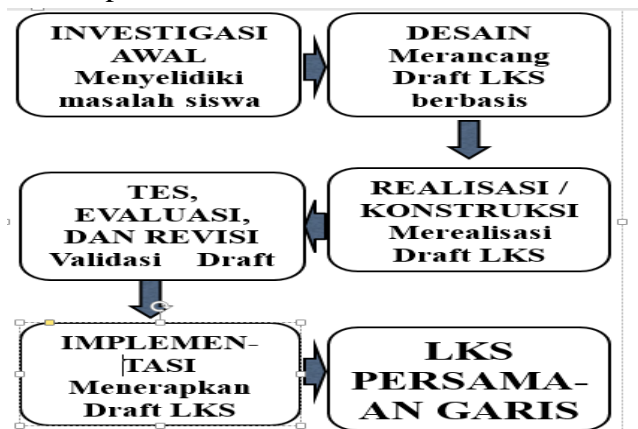 INVESTIGASI
AWAL
Menyelidiki
masalah siswa
DESAIN
Merancang
Draft LKS
berbasis
REALISASI /
KONSTRUKSI
Merealisasi
Draft LKS
TES,
EVALUASI,
DAN REVISI
Validasi Draft
IMPLEMEN-
TASI
Menerapkan
Draft LKS
LKS
PERSAMA-
AN GARIS